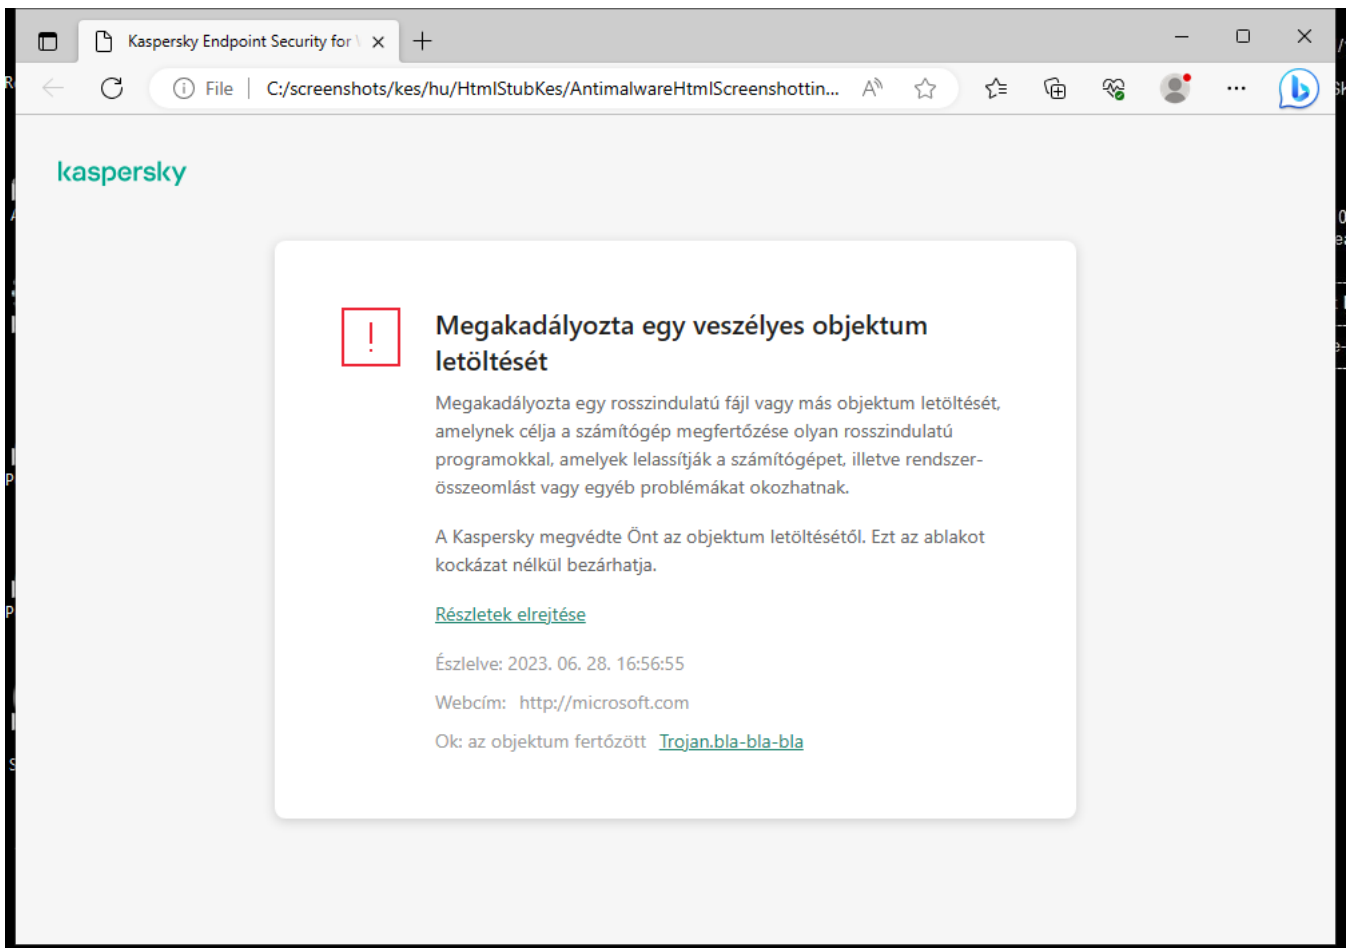 Kaspersky Endpoint Security for
File
C:/screenshots/kes/hu/HtmlStubKes/AntimalwareHtmlScreenshottin...
kaspersky
!
Megakadályozta egy veszélyes objektum
letöltését
Megakadályozta egy rosszindulatú fájl vagy más objektum letöltését,
amelynek célja a számítógép megfertőzése olyan rosszindulatú
programokkal, amelyek lelassítják a számítógépet, illetve rendszer-
összeomlást vagy egyéb problémákat okozhatnak.
A Kaspersky megvédte Önt az objektum letöltésétől. Ezt az ablakot
kockázat nélkül bezárhatja.
Részletek elrejtése
Észlelve: 2023. 06. 28. 16:56:55
Webcím: http://microsoft.com
Ok: az objektum fertőzött Trojan.bla-bla-bla